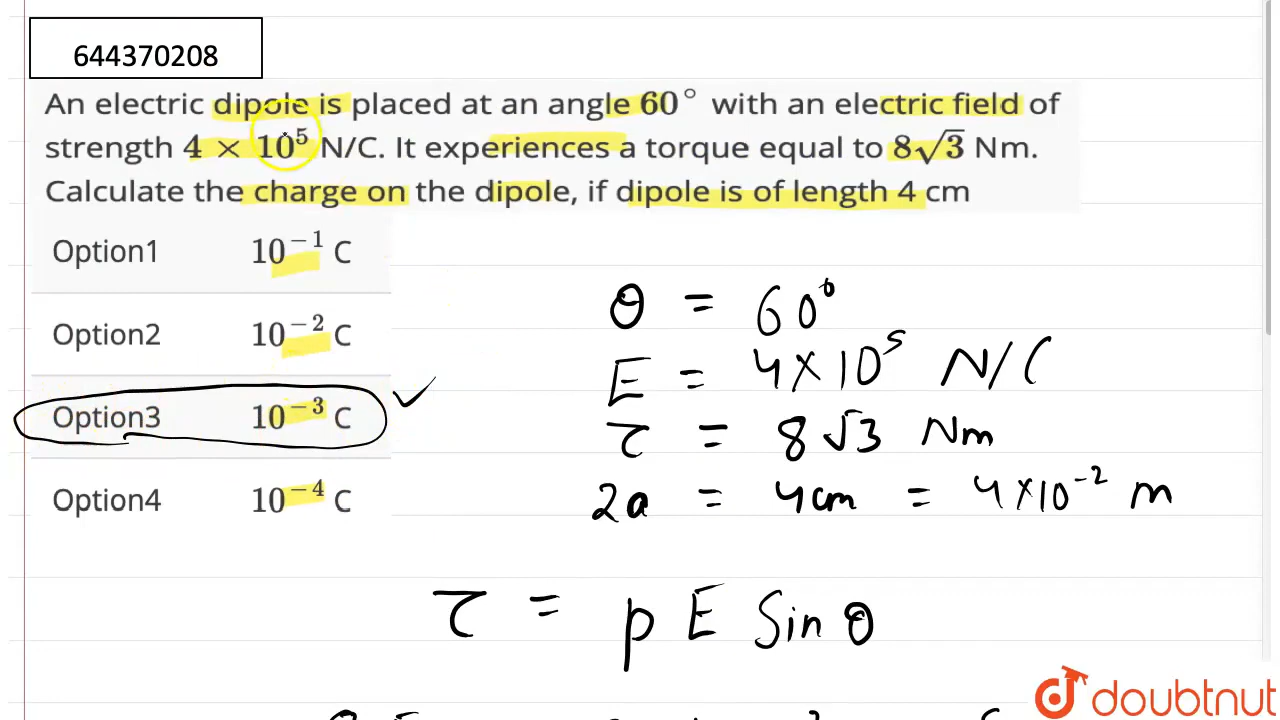 644370208
An electric dipole is placed at an angle 60° with an electric field of
strength 4 × 10⁵ N/C. It experiences a torque equal to 8√3 Nm.
Calculate the charge on the dipole, if dipole is of length 4 cm
Option1 10⁻¹ C
Option2 10⁻² C
Option3 10⁻³ C
Option4 10⁻⁴ C
θ = 60°
E = 4×10⁵ N/C
τ = 8√3 Nm
2a = 4cm = 4×10⁻² m
τ = p E Sin θ
doubtnut